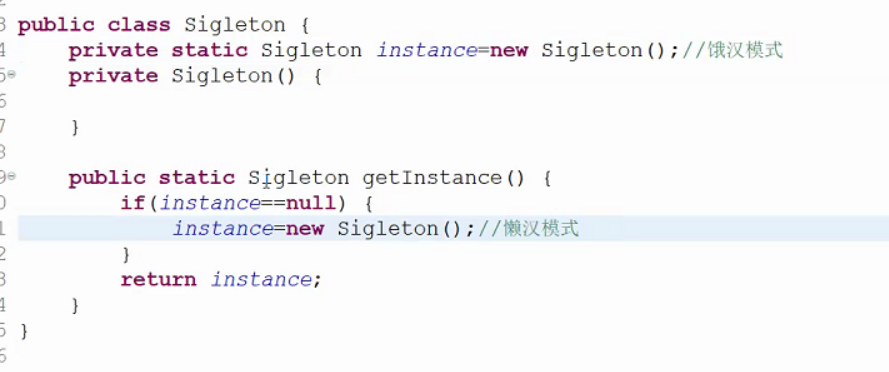 3 public class Sigleton {
4 private static Sigleton instance=new Sigleton();//饿汉模式
5 private Sigleton() {
6
7 }
8
9 public static Sigleton getInstance() {
0 if(instance==null) {
1 instance=new Sigleton();//懒汉模式
2 }
3 return instance;
4 }
5 }
6